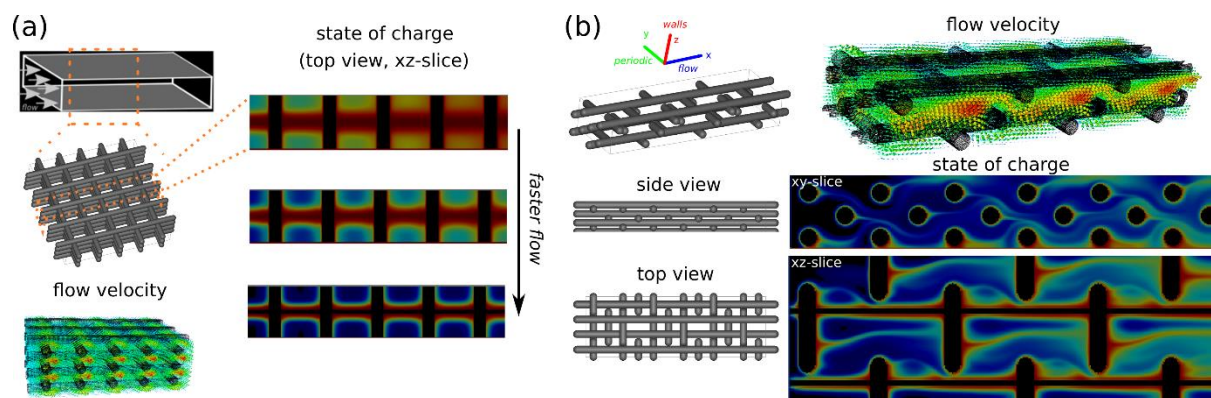 (a)
state of charge
(top view, xz-slice)
flow
faster flow
flow velocity
(b)
walls
y
z
x
periodic
flow
flow velocity
state of charge
side view
xy-slice
xz-slice
top view